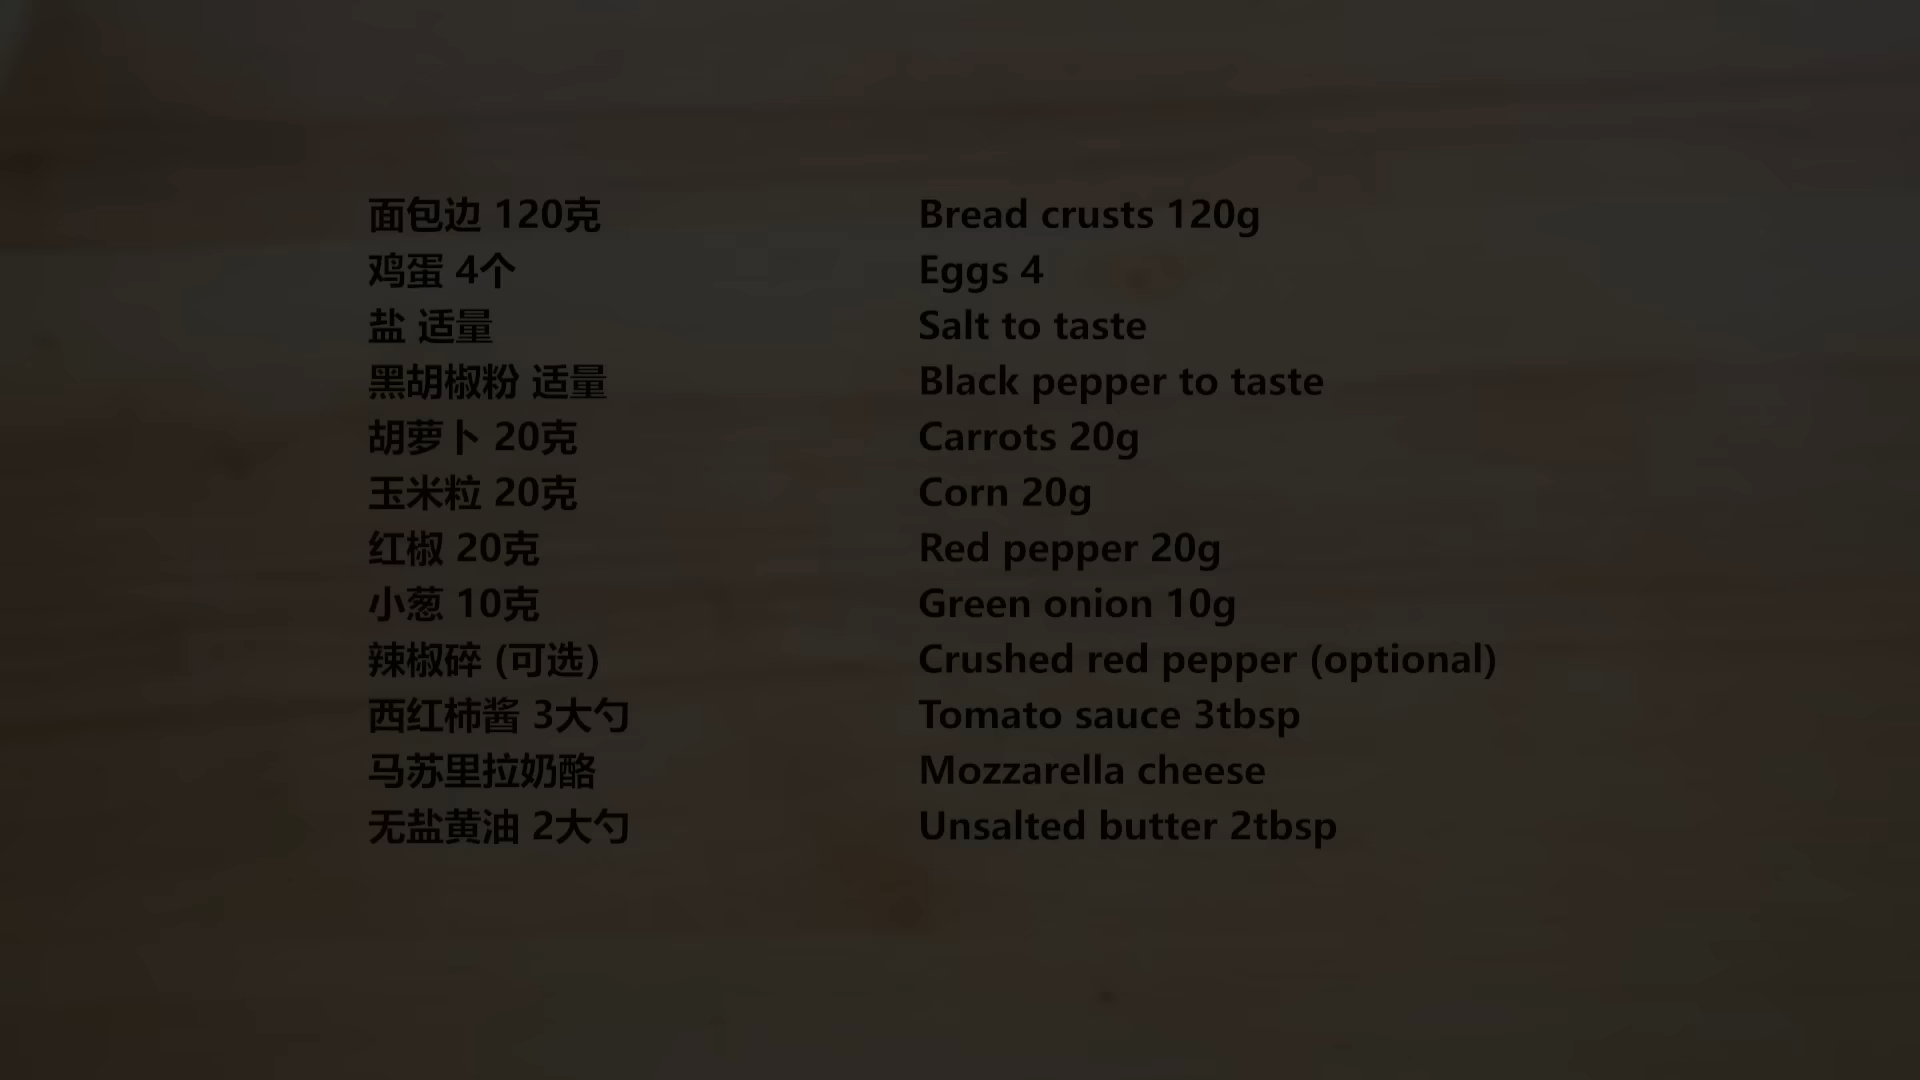 面包边 120克
鸡蛋 4个
盐 适量
黑胡椒粉 适量
胡萝卜 20克
玉米粒 20克
红椒 20克
小葱 10克
辣椒碎 (可选)
西红柿酱 3大勺
马苏里拉奶酪
无盐黄油 2大勺
Bread crusts 120g
Eggs 4
Salt to taste
Black pepper to taste
Carrots 20g
Corn 20g
Red pepper 20g
Green onion 10g
Crushed red pepper (optional)
Tomato sauce 3tbsp
Mozzarella cheese
Unsalted butter 2tbsp